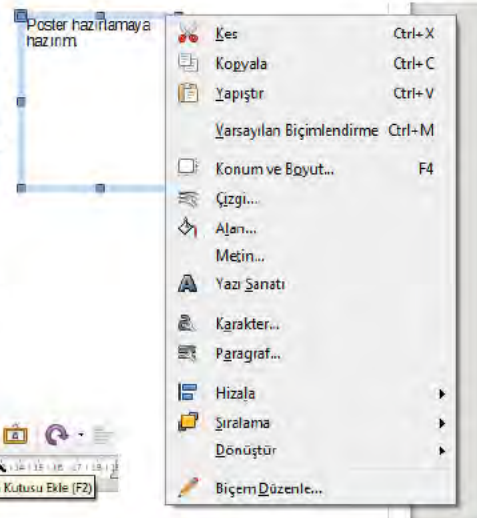 Poster hazırlamaya
hazırım.
Kes Ctrl+X
Kopyala Ctrl+C
Yapıştır Ctrl+V
Varsayılan Biçimlendirme Ctrl+M
Konum ve Boyut... F4
Çizgi...
Alan...
Metin...
Yazı Sanatı
Karakter...
Paragraf...
Hizala
Sıralama
Dönüştür
Biçem Düzenle...
Kutusu Ekle (F2)